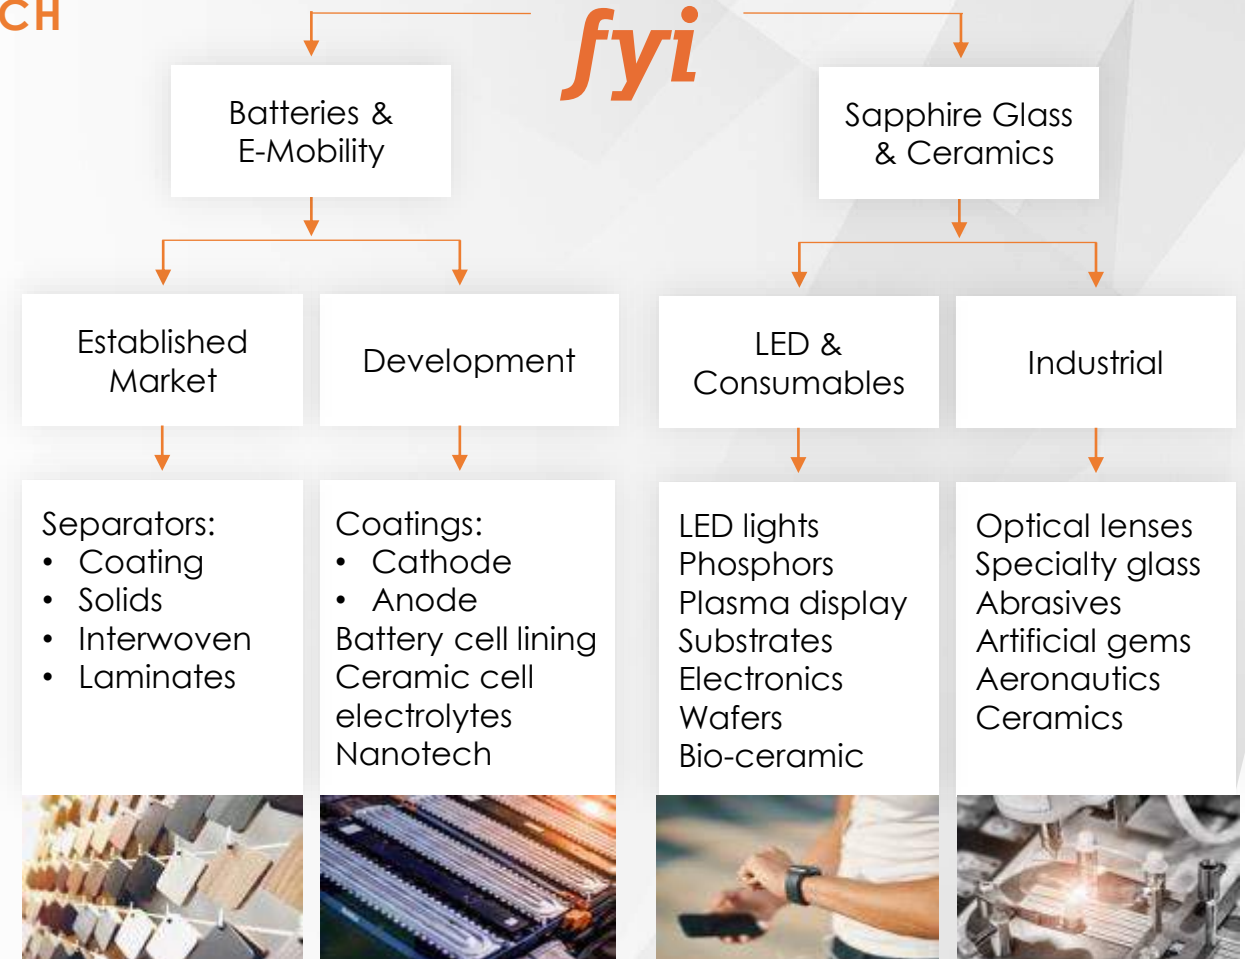 CH
fyi
Batteries &
E-Mobility
Sapphire Glass
& Ceramics
Established
Market
Development
LED &
Consumables
Industrial
Separators:
• Coating
• Solids
• Interwoven
• Laminates
Coatings:
• Cathode
• Anode
Battery cell lining
Ceramic cell
electrolytes
Nanotech
LED lights
Phosphors
Plasma display
Substrates
Electronics
Wafers
Bio-ceramic
Optical lenses
Specialty glass
Abrasives
Artificial gems
Aeronautics
Ceramics